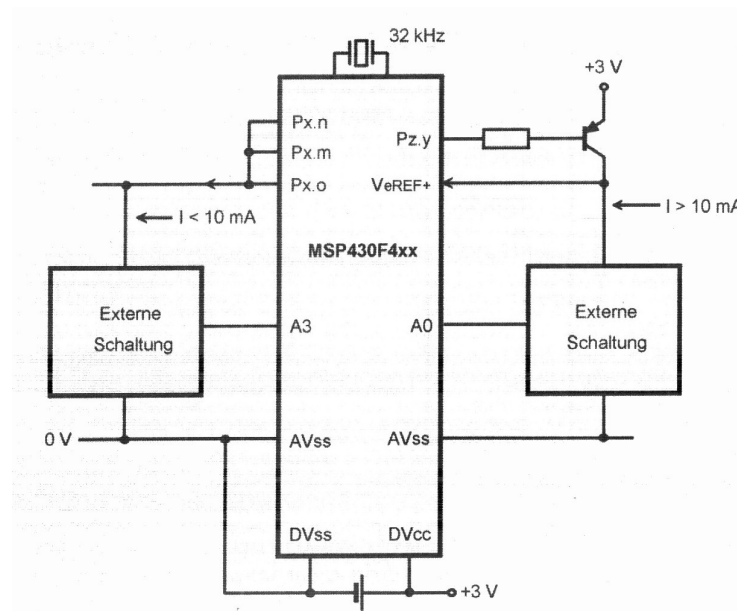 32 kHz
+3 V
Px.n
Pz.y
Px.m
Px.o
VeREF+
I < 10 mA
I > 10 mA
MSP430F4xx
Externe
Schaltung
A3
A0
Externe
Schaltung
0 V
AVss
AVss
DVss
DVcc
+3 V